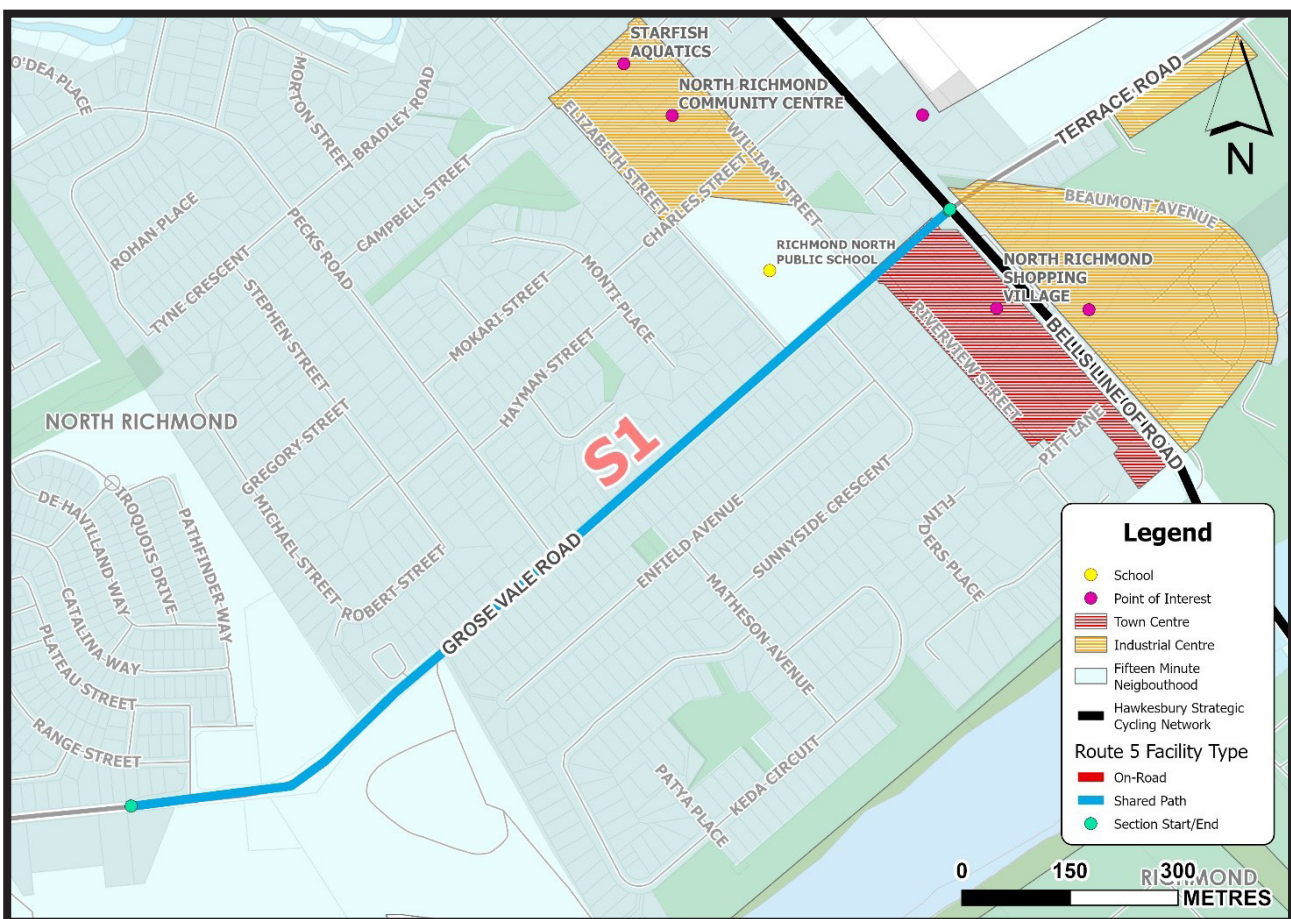 STARFISH
AQUATICS
O'DEA PLACE
MORTON STREET
BRADLEY ROAD
NORTH RICHMOND
COMMUNITY CENTRE
TERRACE ROAD
N
ELIZABETH STREET
WILLIAM STREET
CHARLES STREET
CAMPBELL STREET
ROHAN PLACE
PECKS ROAD
BEAUMONT AVENUE
RICHMOND NORTH
PUBLIC SCHOOL
NORTH RICHMOND
SHOPPING
VILLAGE
TYNE CRESCENT
STEPHEN STREET
MOKARI STREET
MONTI PLACE
HAYMAN STREET
RIVERVIEW STREET
BELLS LINE OF ROAD
PITT LANE
NORTH RICHMOND
GREGORY STREET
S1
MICHAEL STREET
ROBERT STREET
GROSE VALE ROAD
ENFIELD AVENUE
SUNNYSIDE CRESCENT
FLINDERS PLACE
MATHESON AVENUE
DE HAVILLAND WAY
IROQUOIS DRIVE
PATHFINDER WAY
CATALINA WAY
PLATEAU STREET
RANGE STREET
PATYA PLACE
KEDA CIRCUIT
Legend
School
Point of Interest
Town Centre
Industrial Centre
Fifteen Minute
Neigbouthood
Hawkesbury Strategic
Cycling Network
Route 5 Facility Type
On-Road
Shared Path
Section Start/End
0 150 300
METRES
RICHMOND